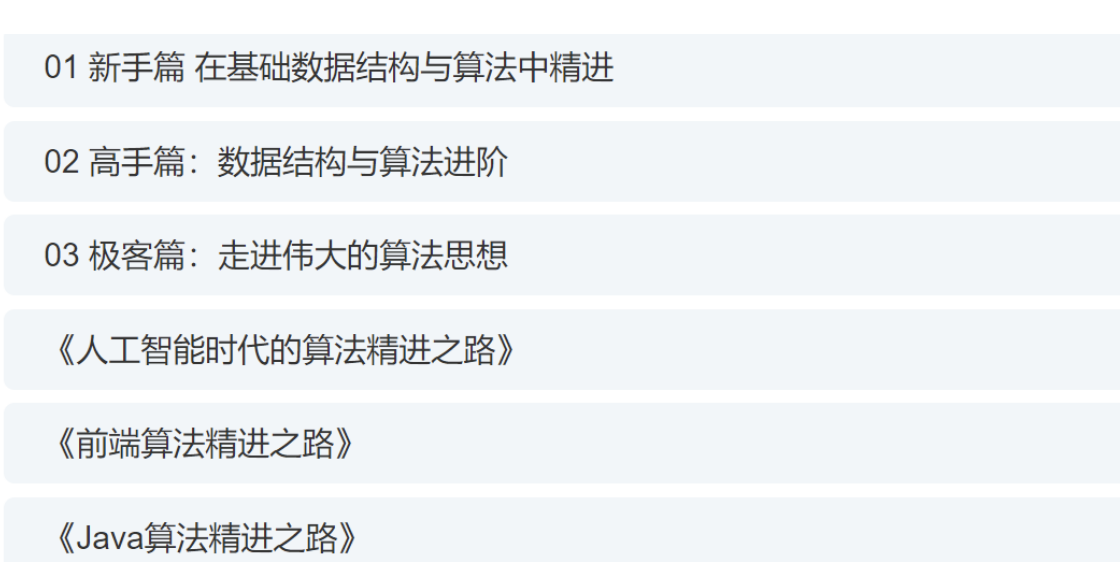 01 新手篇 在基础数据结构与算法中精进
02 高手篇：数据结构与算法进阶
03 极客篇：走进伟大的算法思想
《人工智能时代的算法精进之路》
《前端算法精进之路》
《Java算法精进之路》